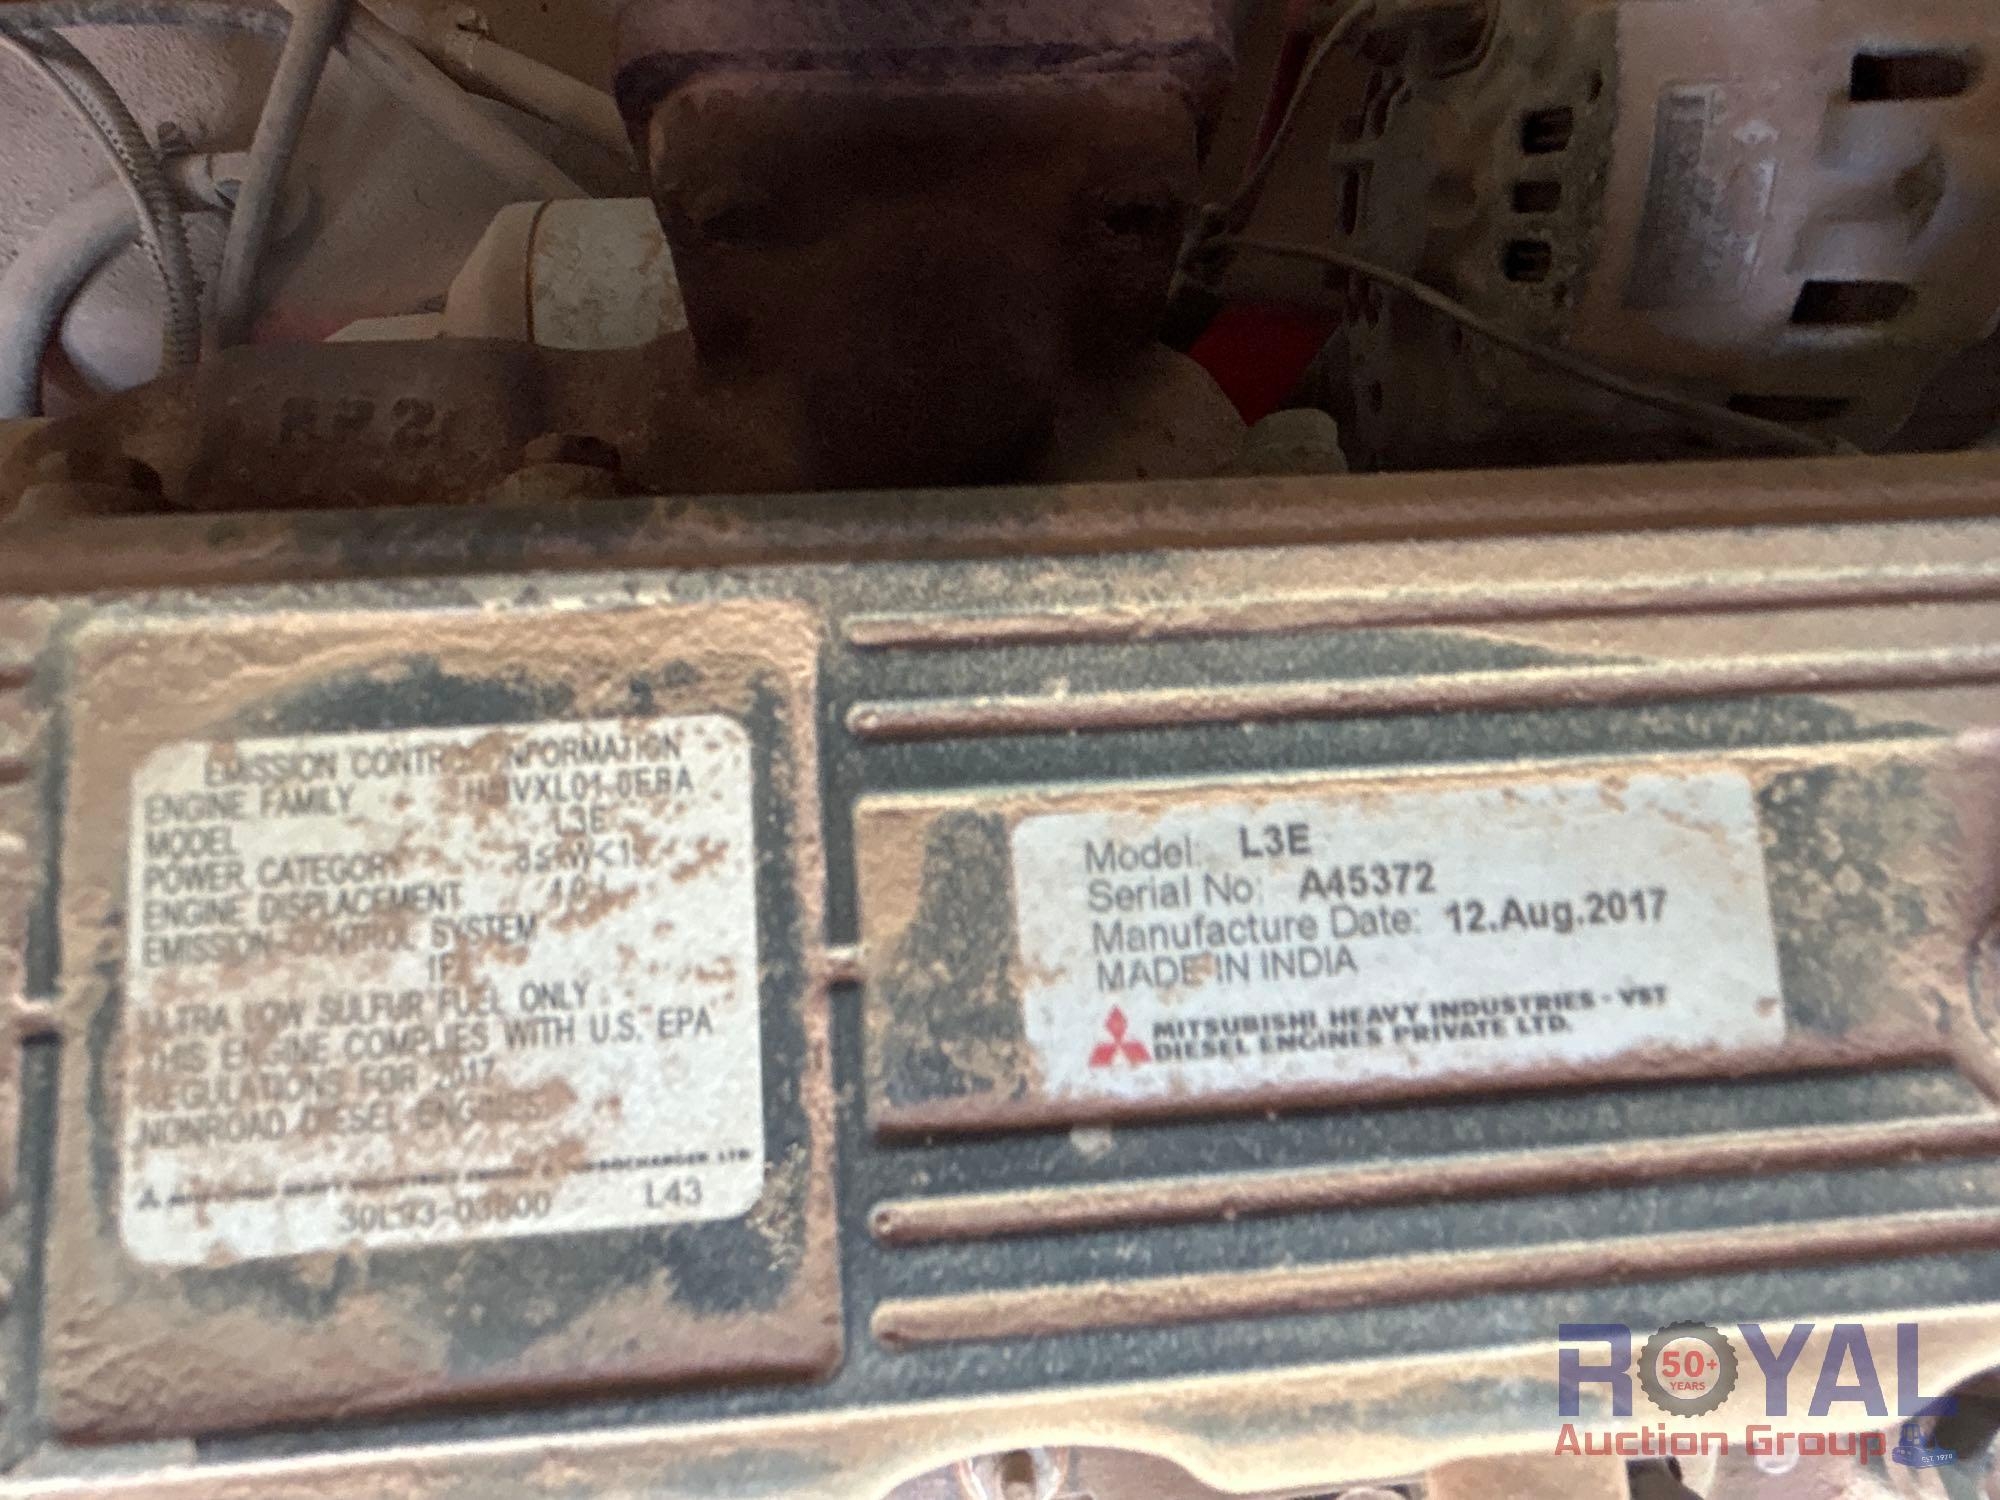 EMISSION CONTROL INFORMATION
ENGINE FAMILY
MODEL L3E
POWER CATEGORY
ENGINE DISPLACEMENT
EMISSION CONTROL SYSTEM
ULTRA LOW SULFUR FUEL ONLY
THIS ENGINE COMPLIES WITH U.S. EPA
REGULATIONS FOR 2017
NONROAD DIESEL ENGINES
L43
Model: L3E
Serial No: A45372
Manufacture Date: 12.Aug.2017
MADE IN INDIA
MITSUBISHI HEAVY INDUSTRIES - VST
DIESEL ENGINES PRIVATE LTD.
ROYAL
50+
YEARS
Auction Group
EST. 1970